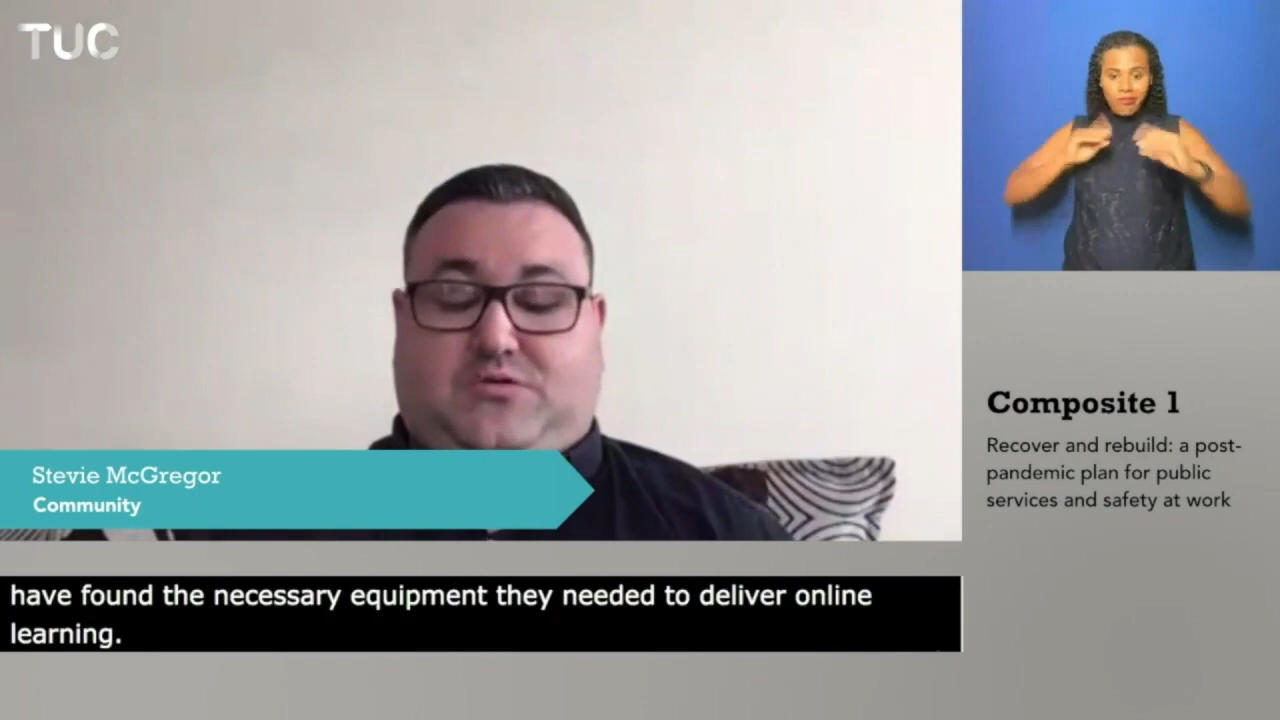 TUC
Stevie McGregor
Community
Composite 1
Recover and rebuild: a post-
pandemic plan for public
services and safety at work
have found the necessary equipment they needed to deliver online
learning.